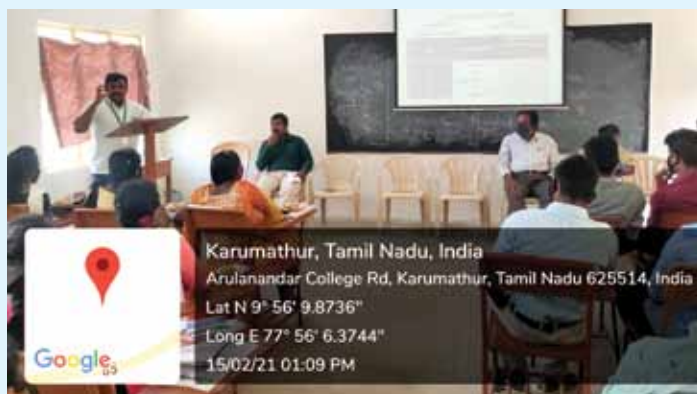 Karumathur, Tamil Nadu, India
Arulanandar College Rd, Karumathur, Tamil Nadu 625514, India
Lat N 9° 56' 9.8736"
Long E 77° 56' 6.3744"
15/02/21 01:09 PM
Google